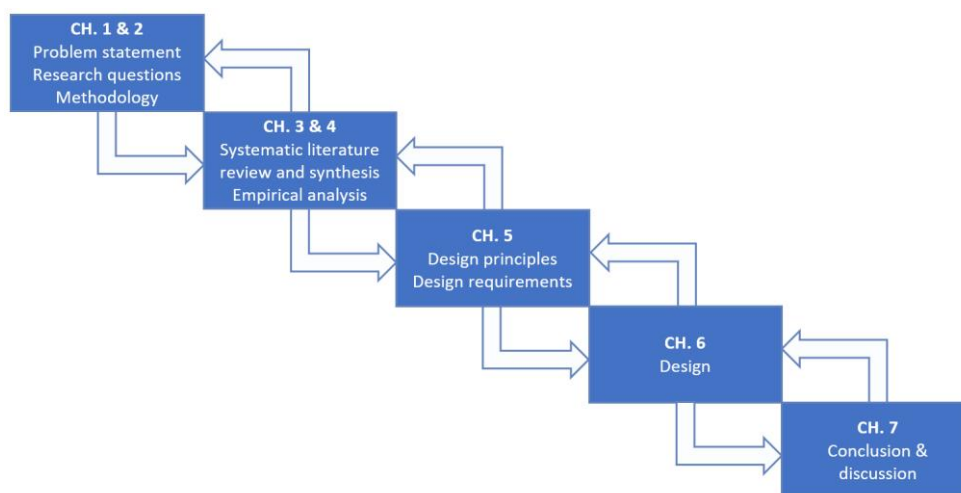 CH. 1 & 2
Problem statement
Research questions
Methodology
CH. 3 & 4
Systematic literature
review and synthesis
Empirical analysis
CH. 5
Design principles
Design requirements
CH. 6
Design
CH. 7
Conclusion &
discussion